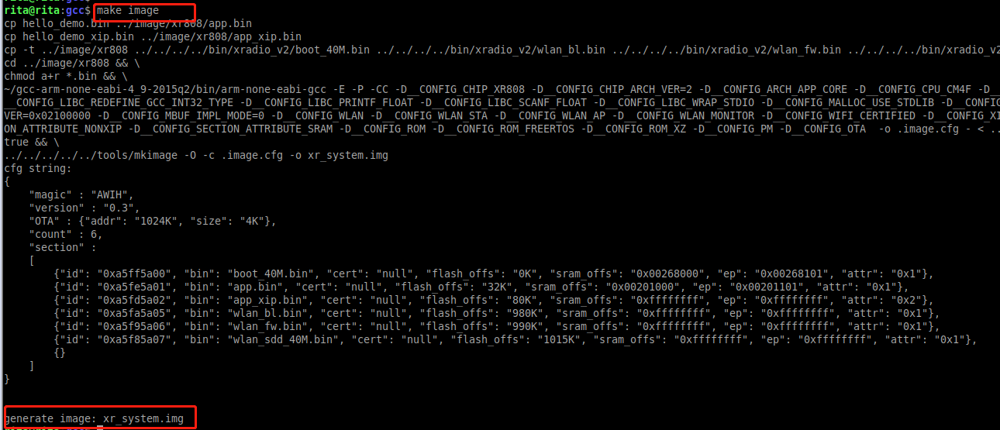 rita@rita:gcc$ make image
cp hello_demo.bin ../image/xr808/app.bin
cp hello_demo_xip.bin ../image/xr808/app_xip.bin
cp -t ../image/xr808 ../../../../bin/xradio_v2/boot_40M.bin ../../../../bin/xradio_v2/wlan_bl.bin ../../../../bin/xradio_v2/wlan_fw.bin ../../../../bin/xradio_v2
cd ../image/xr808 && \
chmod a+r *.bin && \
~/gcc-arm-none-eabi-4_9-2015q2/bin/arm-none-eabi-gcc -E -P -CC -D__CONFIG_CHIP_XR808 -D__CONFIG_CHIP_ARCH_VER=2 -D__CONFIG_ARCH_APP_CORE -D__CONFIG_CPU_CM4F -D_
__CONFIG_LIBC_REDEFINE_GCC_INT32_TYPE -D__CONFIG_LIBC_PRINTF_FLOAT -D__CONFIG_LIBC_SCANF_FLOAT -D__CONFIG_LIBC_WRAP_STDIO -D__CONFIG_MALLOC_USE_STDLIB -D__CONFIG
VER=0x02100000 -D__CONFIG_MBUF_IMPL_MODE=0 -D__CONFIG_WLAN -D__CONFIG_WLAN_STA -D__CONFIG_WLAN_AP -D__CONFIG_WLAN_MONITOR -D__CONFIG_WIFI_CERTIFIED -D__CONFIG_XI
ON_ATTRIBUTE_NONXIP -D__CONFIG_SECTION_ATTRIBUTE_SRAM -D__CONFIG_ROM -D__CONFIG_ROM_FREERTOS -D__CONFIG_ROM_XZ -D__CONFIG_PM -D__CONFIG_OTA  -o .image.cfg - < ..
true && \
../../../../../tools/mkimage -O -c .image.cfg -o xr_system.img
cfg string:
{
    "magic" : "AWIH",
    "version" : "0.3",
    "OTA" : {"addr": "1024K", "size": "4K"},
    "count" : 6,
    "section" :
    [
        {"id": "0xa5ff5a00", "bin": "boot_40M.bin", "cert": "null", "flash_offs": "0K", "sram_offs": "0x00268000", "ep": "0x00268101", "attr": "0x1"},
        {"id": "0xa5fe5a01", "bin": "app.bin", "cert": "null", "flash_offs": "32K", "sram_offs": "0x00201000", "ep": "0x00201101", "attr": "0x1"},
        {"id": "0xa5fd5a02", "bin": "app_xip.bin", "cert": "null", "flash_offs": "80K", "sram_offs": "0xffffffff", "ep": "0xffffffff", "attr": "0x2"},
        {"id": "0xa5fa5a05", "bin": "wlan_bl.bin", "cert": "null", "flash_offs": "980K", "sram_offs": "0xffffffff", "ep": "0xffffffff", "attr": "0x1"},
        {"id": "0xa5f95a06", "bin": "wlan_fw.bin", "cert": "null", "flash_offs": "990K", "sram_offs": "0xffffffff", "ep": "0xffffffff", "attr": "0x1"},
        {"id": "0xa5f85a07", "bin": "wlan_sdd_40M.bin", "cert": "null", "flash_offs": "1015K", "sram_offs": "0xffffffff", "ep": "0xffffffff", "attr": "0x1"},
        {}
    ]
}
generate image: xr_system.img